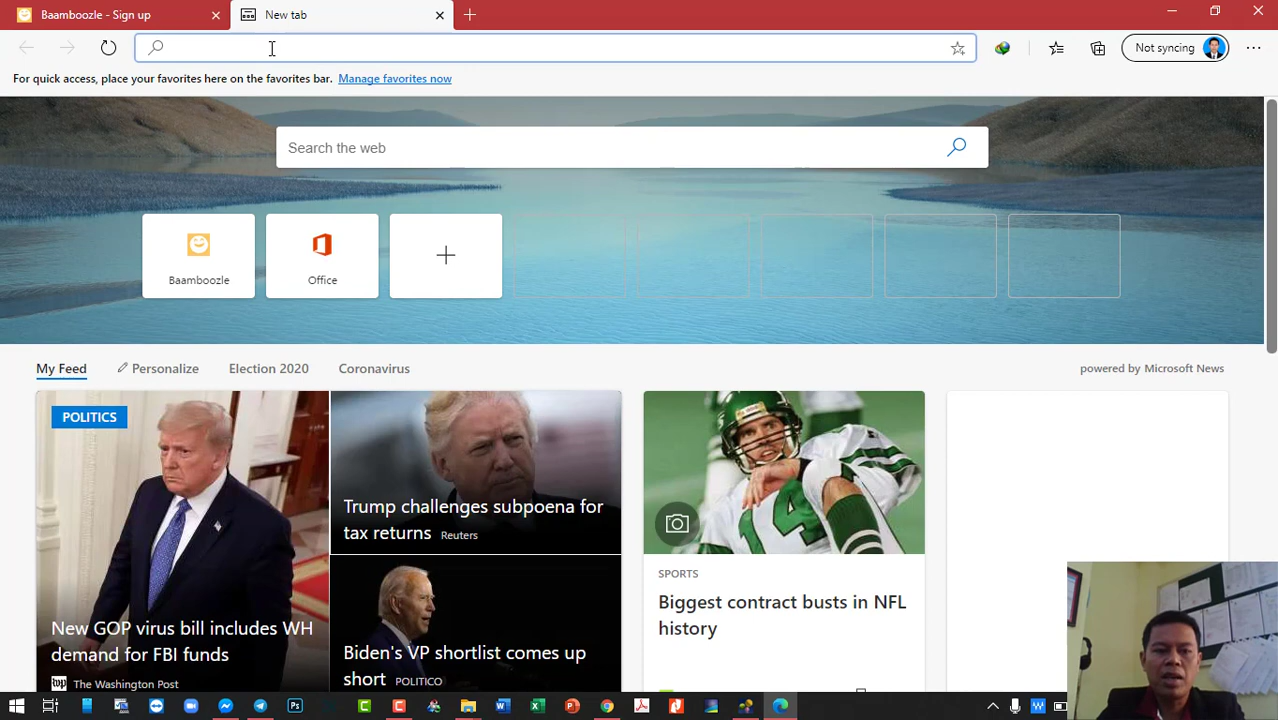 Baamboozle - Sign up
New tab
Not syncing
For quick access, place your favorites here on the favorites bar. Manage favorites now
Search the web
Baamboozle
Office
My Feed
Personalize
Election 2020
Coronavirus
powered by Microsoft News
POLITICS
New GOP virus bill includes WH
demand for FBI funds
wp The Washington Post
Trump challenges subpoena for
tax returns Reuters
Biden's VP shortlist comes up
short POLITICO
14
SPORTS
Biggest contract busts in NFL
history